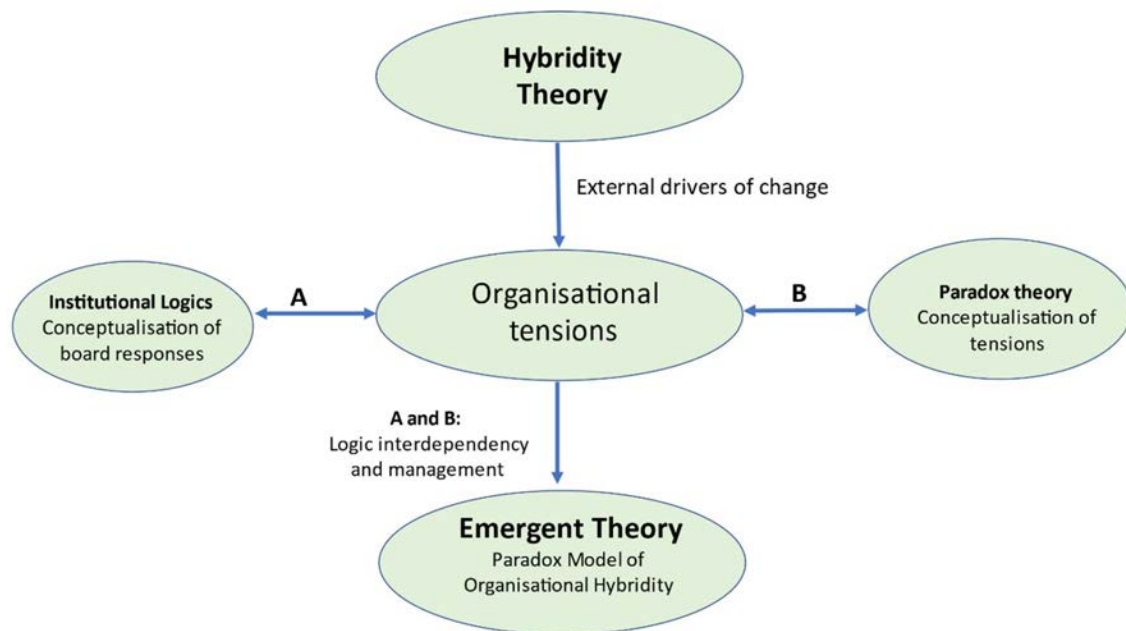 Hybridity
Theory
External drivers of change
Institutional Logics
Conceptualisation of
board responses
A
Organisational
tensions
B
Paradox theory
Conceptualisation of
tensions
A and B:
Logic interdependency
and management
Emergent Theory
Paradox Model of
Organisational Hybridity